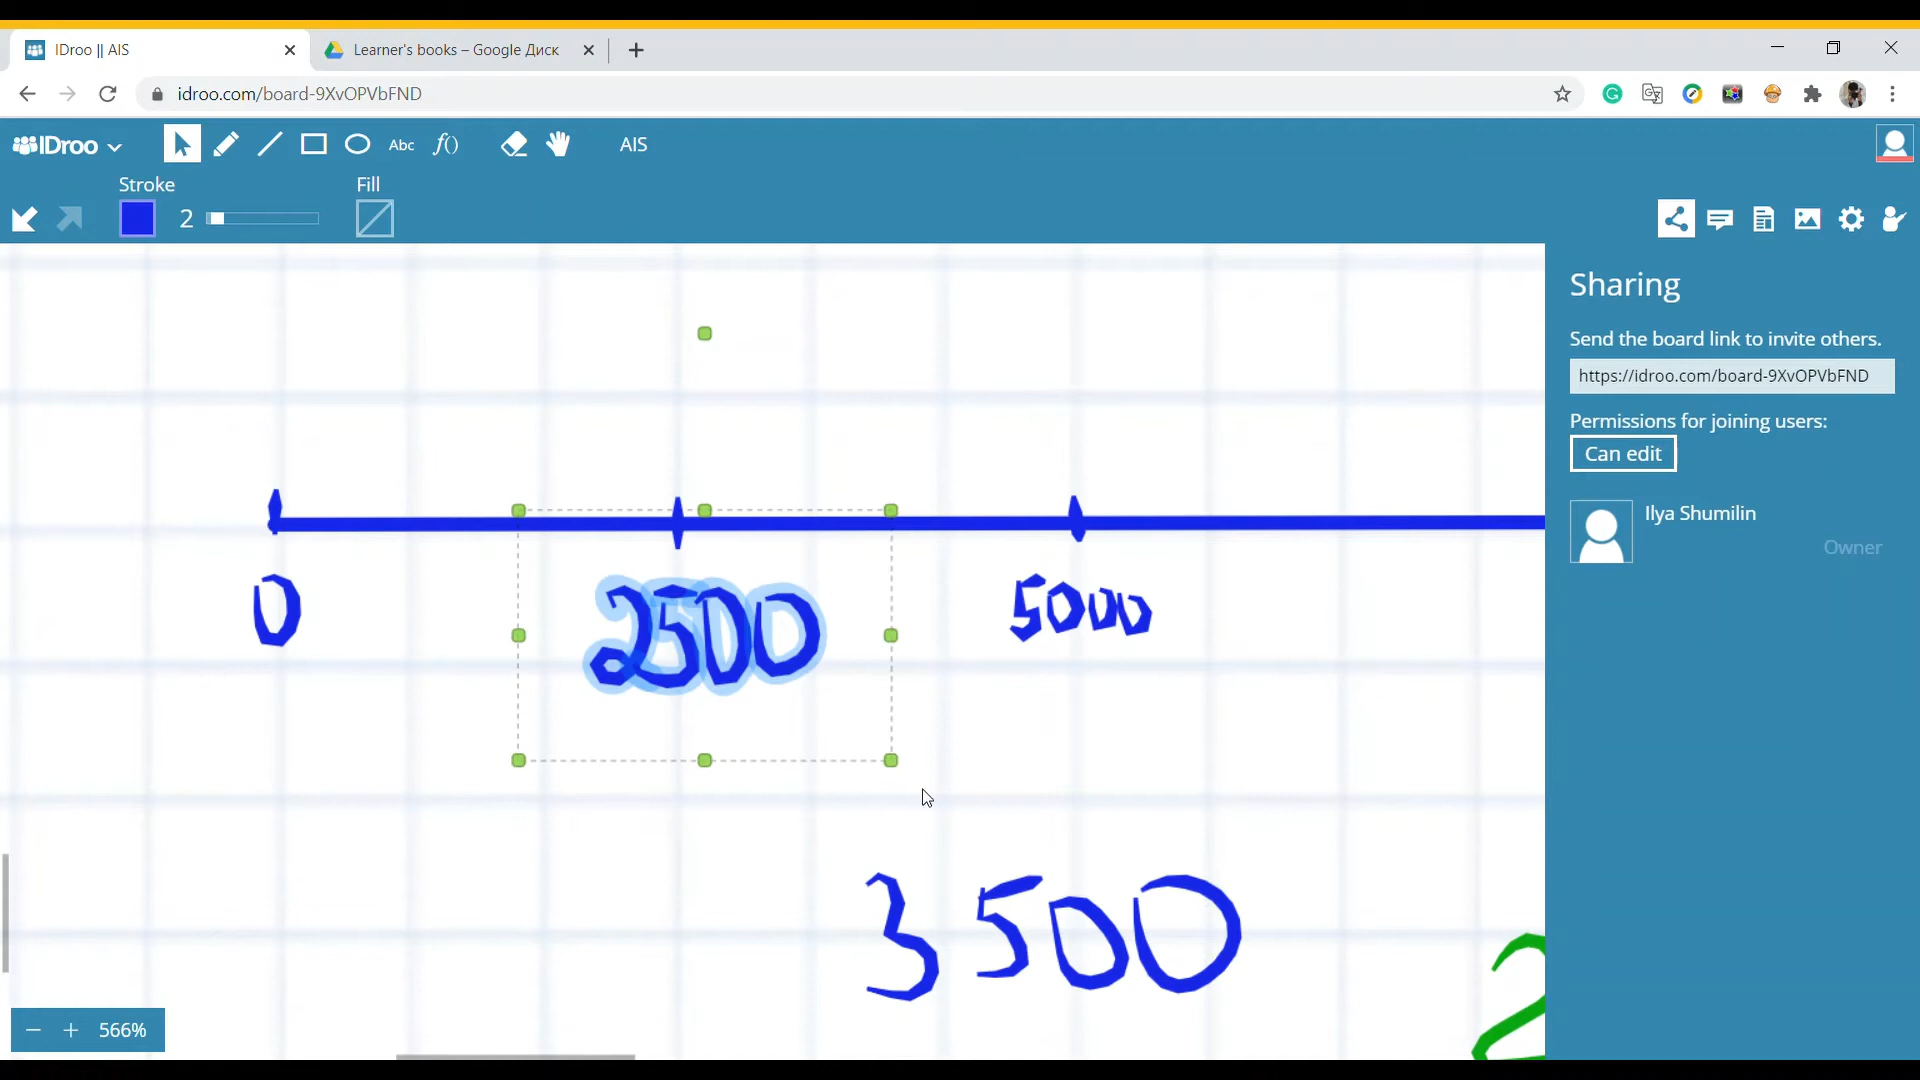 IDroo || AIS
Learner's books – Google Диск
idroo.com/board-9XvOPVbFND
IDroo
Abc
f()
AIS
Stroke
Fill
2
Sharing
Send the board link to invite others.
https://idroo.com/board-9XvOPVbFND
Permissions for joining users:
Can edit
Ilya Shumilin
Owner
0
2500
5000
3500
2
566%